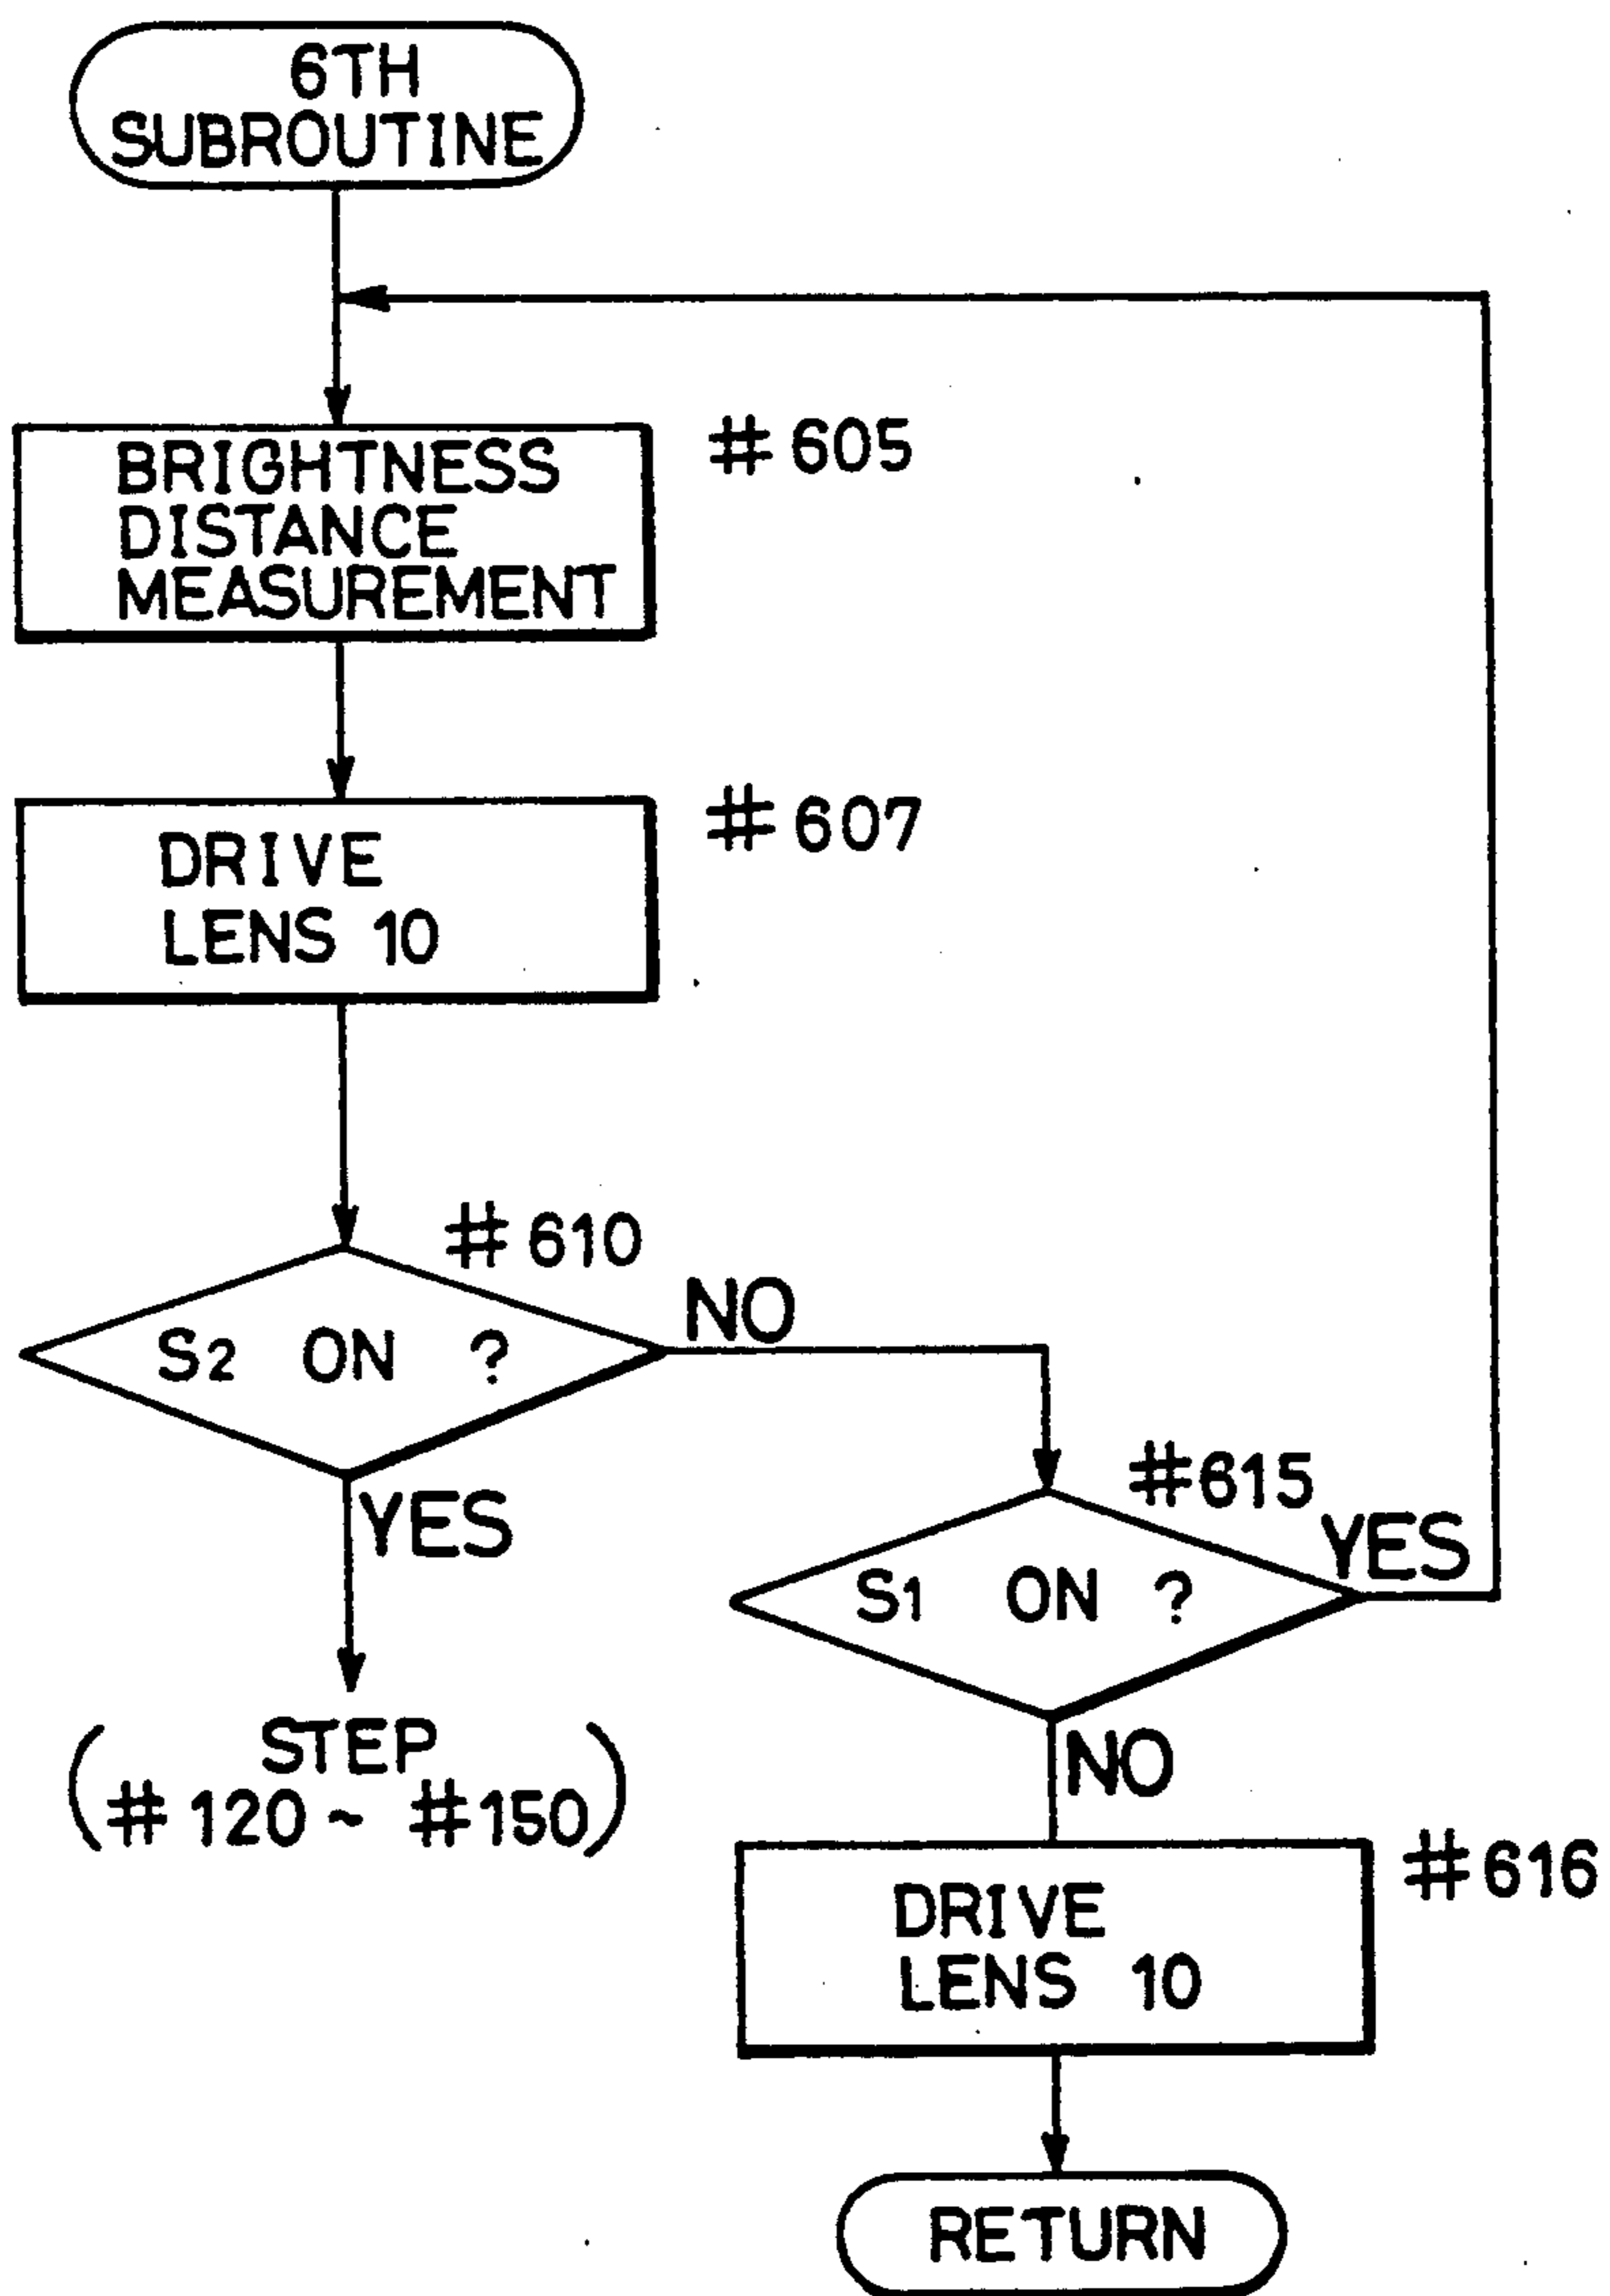 6TH
SUBROUTINE
BRIGHTNESS
DISTANCE
MEASUREMENT
# 605
DRIVE
LENS 10
# 607
# 610
S2 ON ?
NO
YES
STEP
(# 120 ~ #150)
#615
S1 ON ?
YES
NO
DRIVE
LENS 10
#616
RETURN